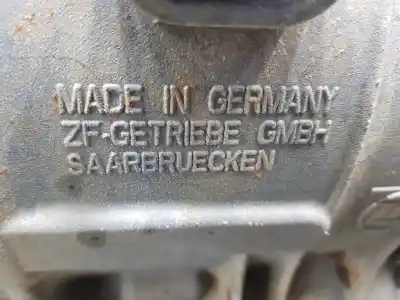 MADE IN GERMANY
ZF-GETRIEBE GMBH
SAARBRUECKEN